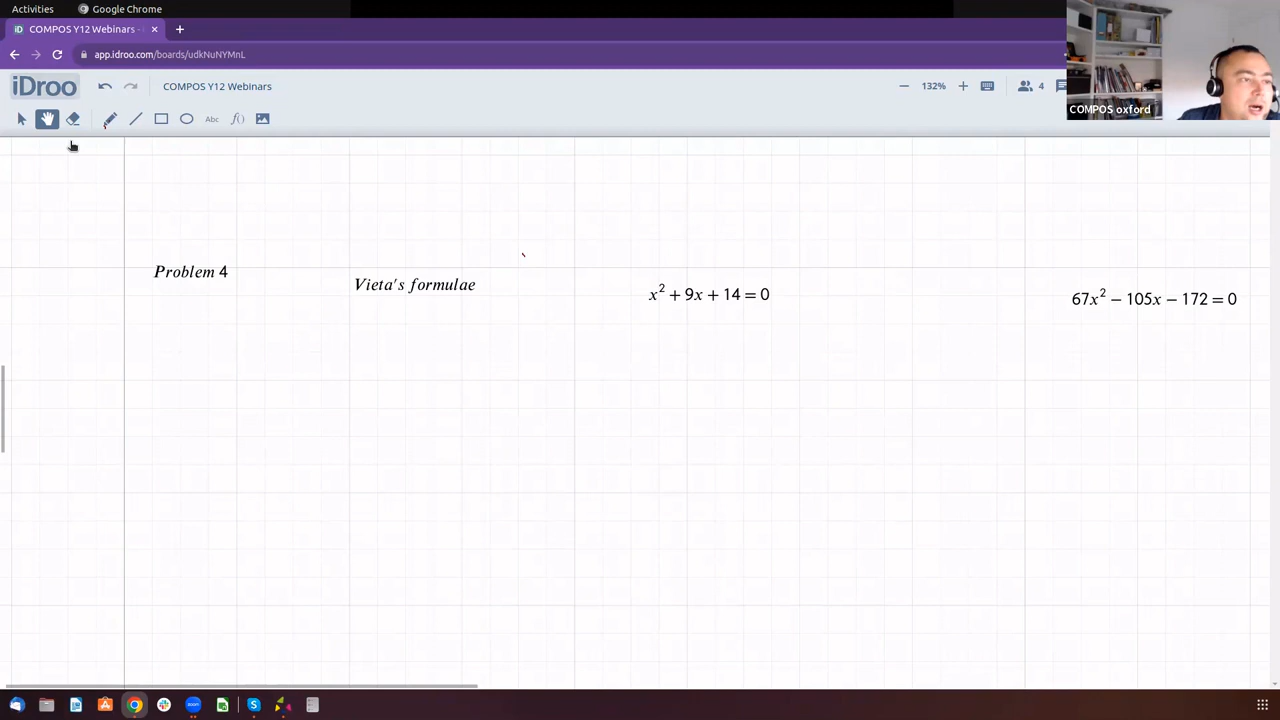 Activities
Google Chrome
COMPOS Y12 Webinars -
app.idroo.com/boards/udkNuNYMnL
iDroo
COMPOS Y12 Webinars
132%
4
COMPOS oxford
Abc
f()
Problem 4
Vieta's formulae
x² + 9x + 14 = 0
67x² − 105x − 172 = 0